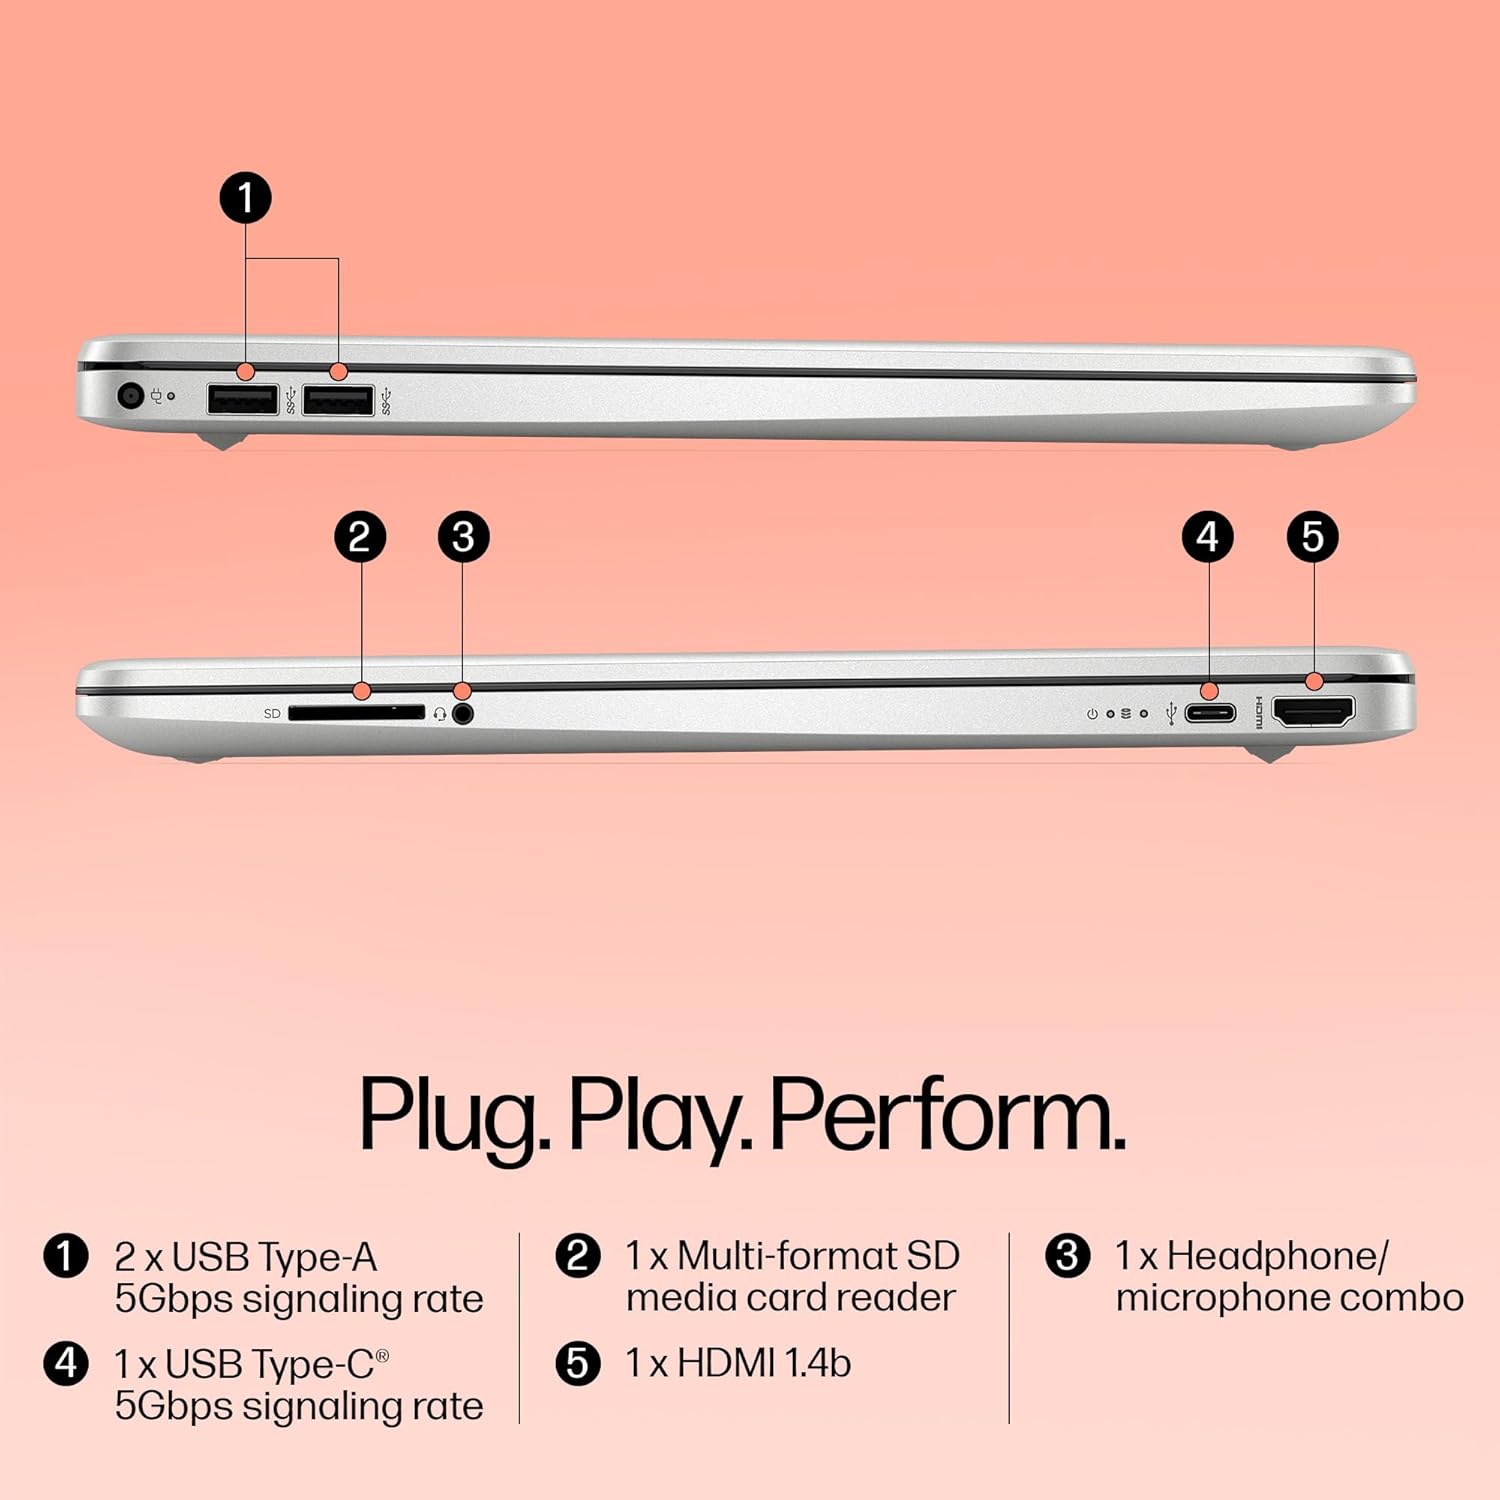 1
2
3
4
5
SD
HDMI
Plug. Play. Perform.
1 2 x USB Type-A
5Gbps signaling rate
2 1 x Multi-format SD
media card reader
3 1 x Headphone/
microphone combo
4 1 x USB Type-C®
5Gbps signaling rate
5 1 x HDMI 1.4b